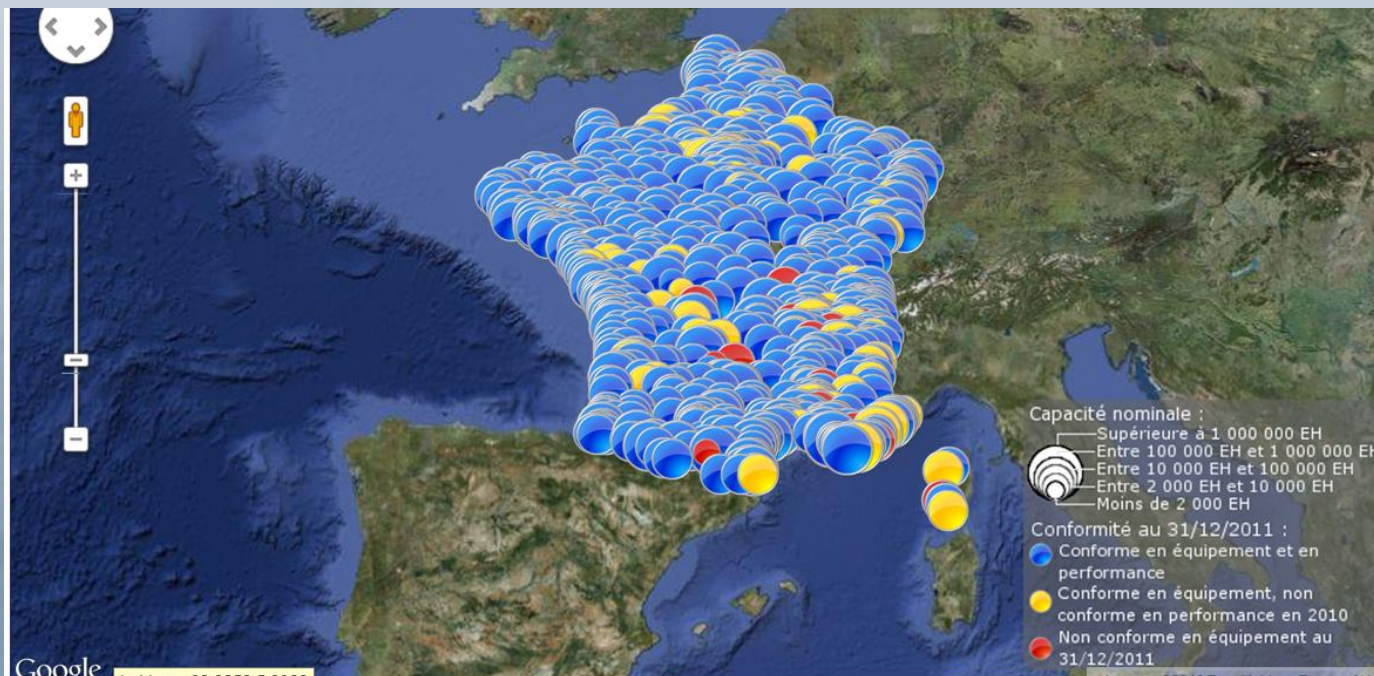 Capacité nominale :
Supérieure à 1 000 000 EH
Entre 100 000 EH et 1 000 000 EH
Entre 10 000 EH et 100 000 EH
Entre 2 000 EH et 10 000 EH
Moins de 2 000 EH
Conformité au 31/12/2011 :
Conforme en équipement et en
performance
Conforme en équipement, non
conforme en performance en 2010
Non conforme en équipement au
31/12/2011
Google